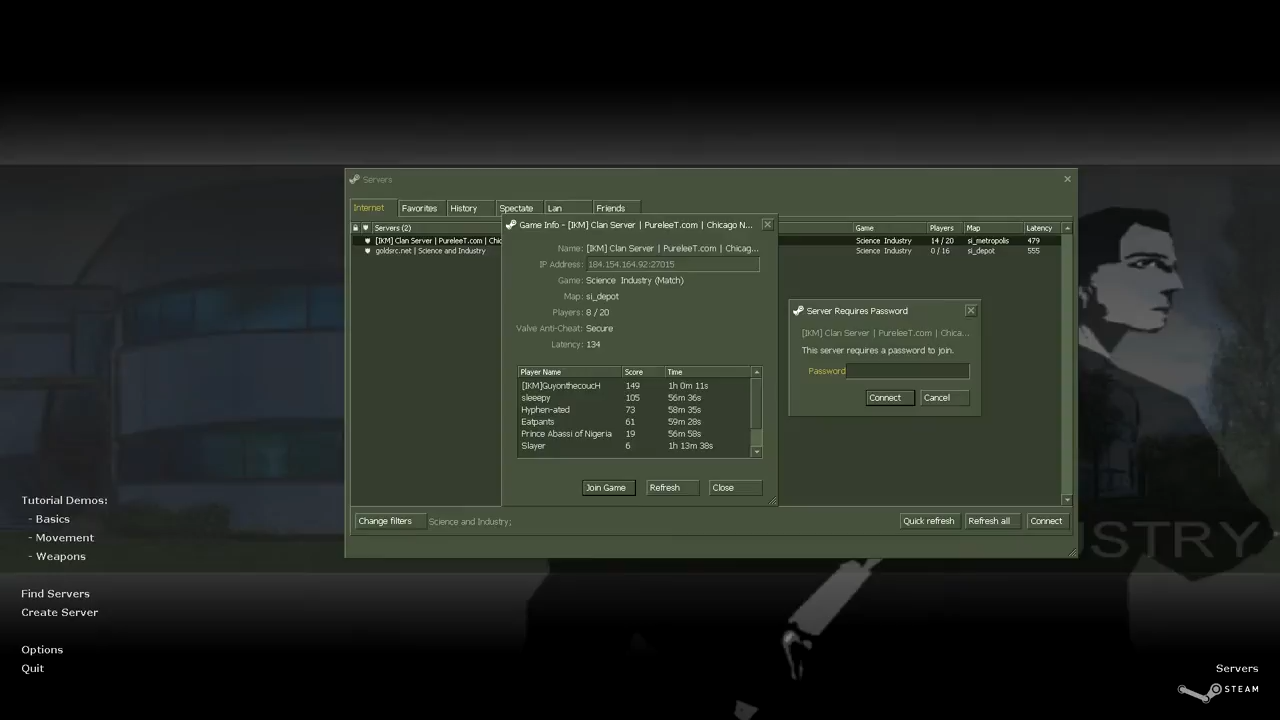 Servers
Internet Favorites History Spectate Lan Friends
Servers (2) Game Players Map Latency
[IKM] Clan Server | PureleeT.com | Chic Science Industry 14 / 20 si_metropolis 479
goldsrc.net | Science and Industry Science Industry 0 / 16 si_depot 555
Game Info - [IKM] Clan Server | PureleeT.com | Chicago N...
Name: [IKM] Clan Server | PureleeT.com | Chicag...
IP Address: 184.154.164.92:27015
Game: Science Industry (Match)
Map: si_depot
Players: 8 / 20
Valve Anti-Cheat: Secure
Latency: 134
Player Name Score Time
[IKM]GuyonthecoucH 149 1h 0m 11s
sleeepy 105 56m 36s
Hyphen-ated 73 58m 35s
Eatpants 61 59m 28s
Prince Abassi of Nigeria 19 56m 58s
Slayer 6 1h 13m 38s
Join Game Refresh Close
Server Requires Password
[IKM] Clan Server | PureleeT.com | Chica...
This server requires a password to join.
Password
Connect Cancel
Change filters Science and Industry; Quick refresh Refresh all Connect
USTRY
Tutorial Demos:
- Basics
- Movement
- Weapons
Find Servers
Create Server
Options
Quit
Servers
STEAM